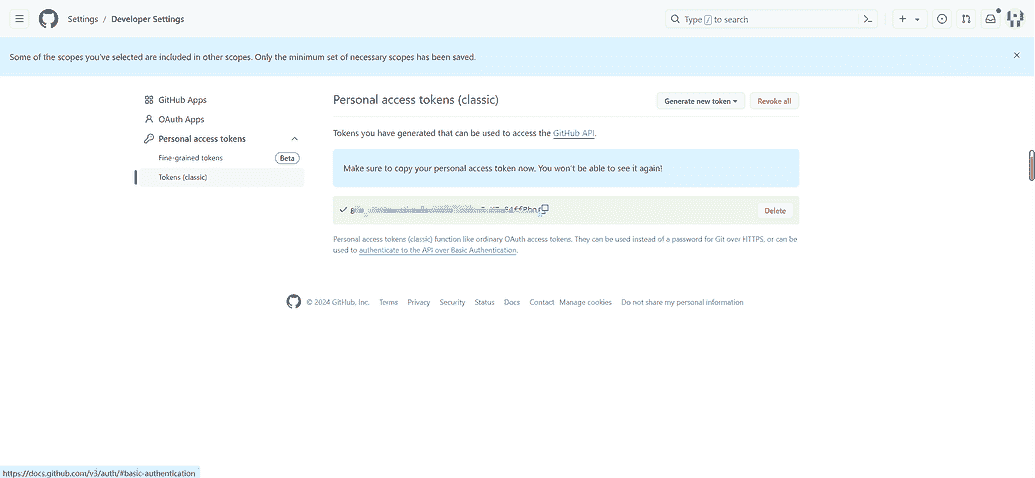 Settings / Developer Settings
Type / to search
Some of the scopes you've selected are included in other scopes. Only the minimum set of necessary scopes has been saved.
GitHub Apps
OAuth Apps
Personal access tokens
Fine-grained tokens Beta
Tokens (classic)
Personal access tokens (classic)
Generate new token
Revoke all
Tokens you have generated that can be used to access the GitHub API.
Make sure to copy your personal access token now. You won't be able to see it again!
Delete
Personal access tokens (classic) function like ordinary OAuth access tokens. They can be used instead of a password for Git over HTTPS, or can be
used to authenticate to the API over Basic Authentication.
© 2024 GitHub, Inc. Terms Privacy Security Status Docs Contact Manage cookies Do not share my personal information
https://docs.github.com/v3/auth/#basic-authentication